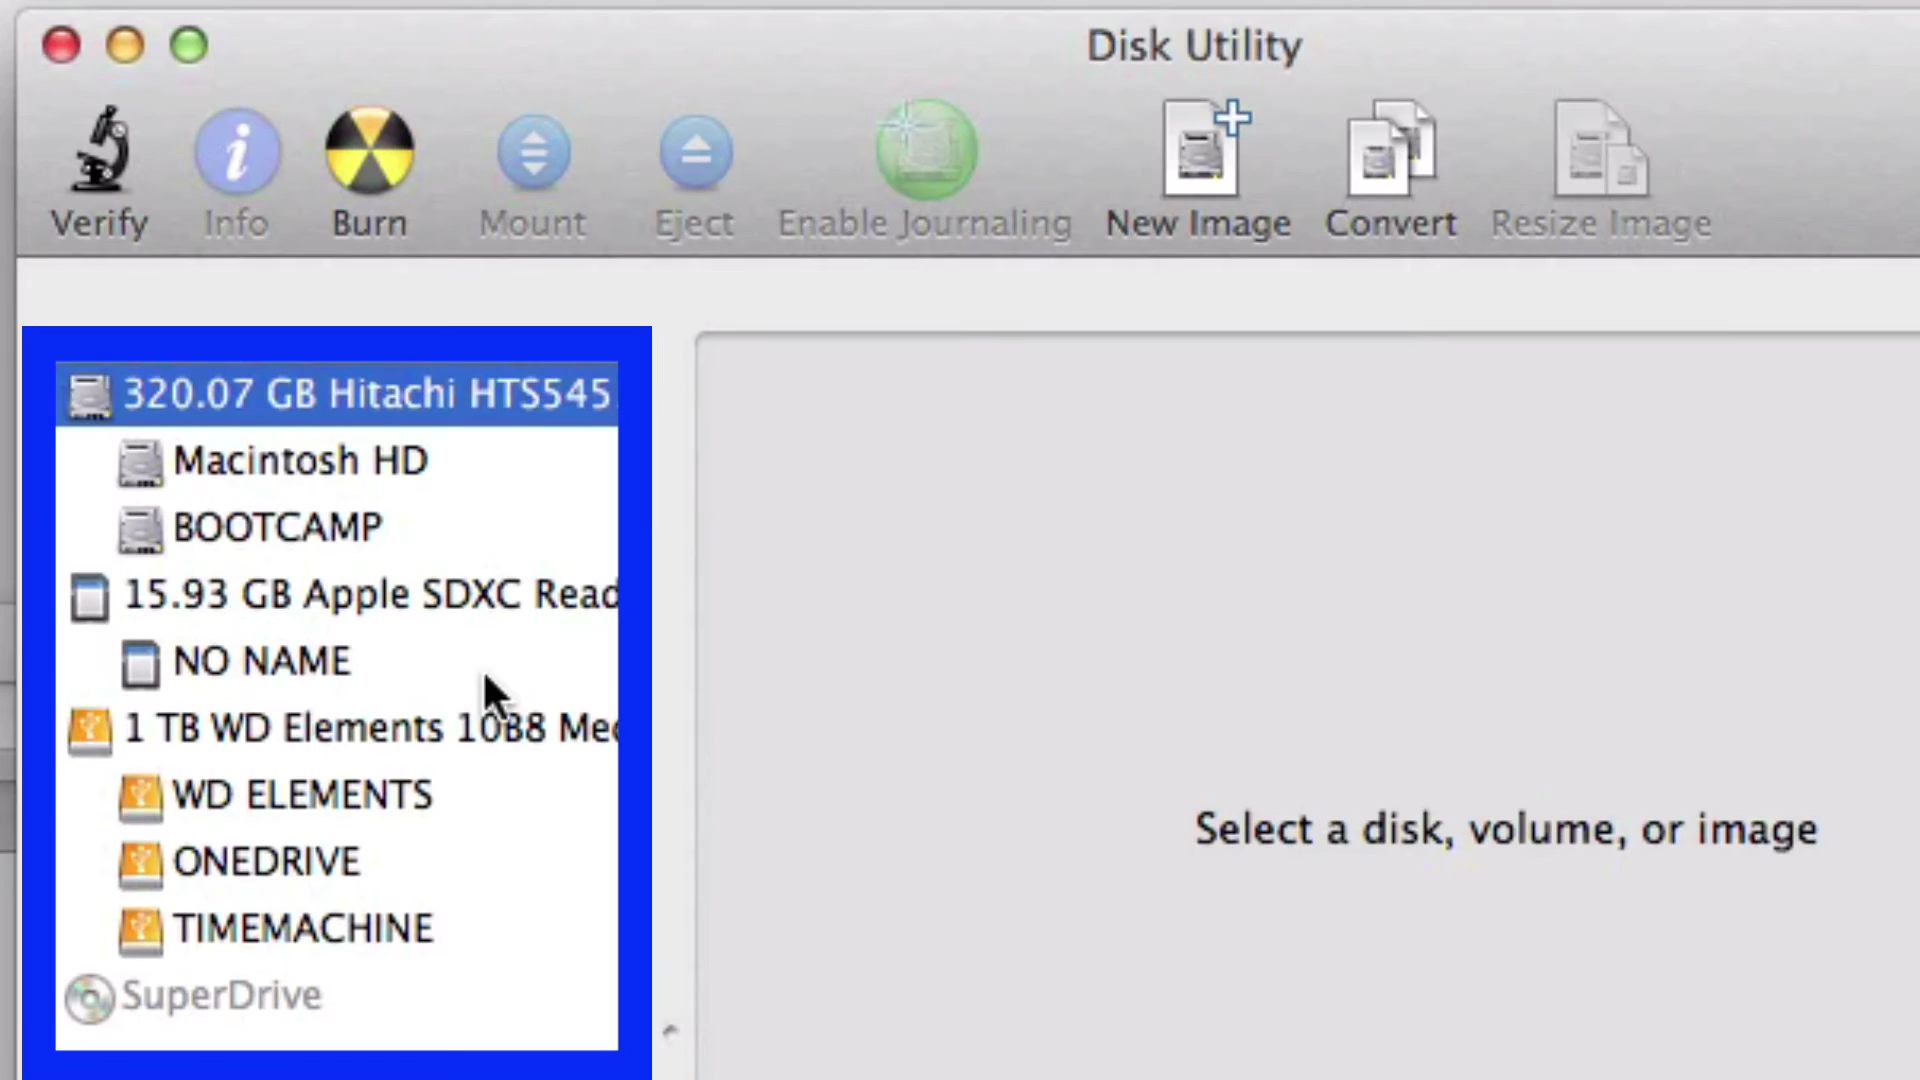 Disk Utility
Verify
Info
Burn
Mount
Eject
Enable Journaling
New Image
Convert
Resize Image
320.07 GB Hitachi HTS545
Macintosh HD
BOOTCAMP
15.93 GB Apple SDXC Read
NO NAME
1 TB WD Elements 10B8 Med
WD ELEMENTS
ONEDRIVE
TIMEMACHINE
SuperDrive
Select a disk, volume, or image